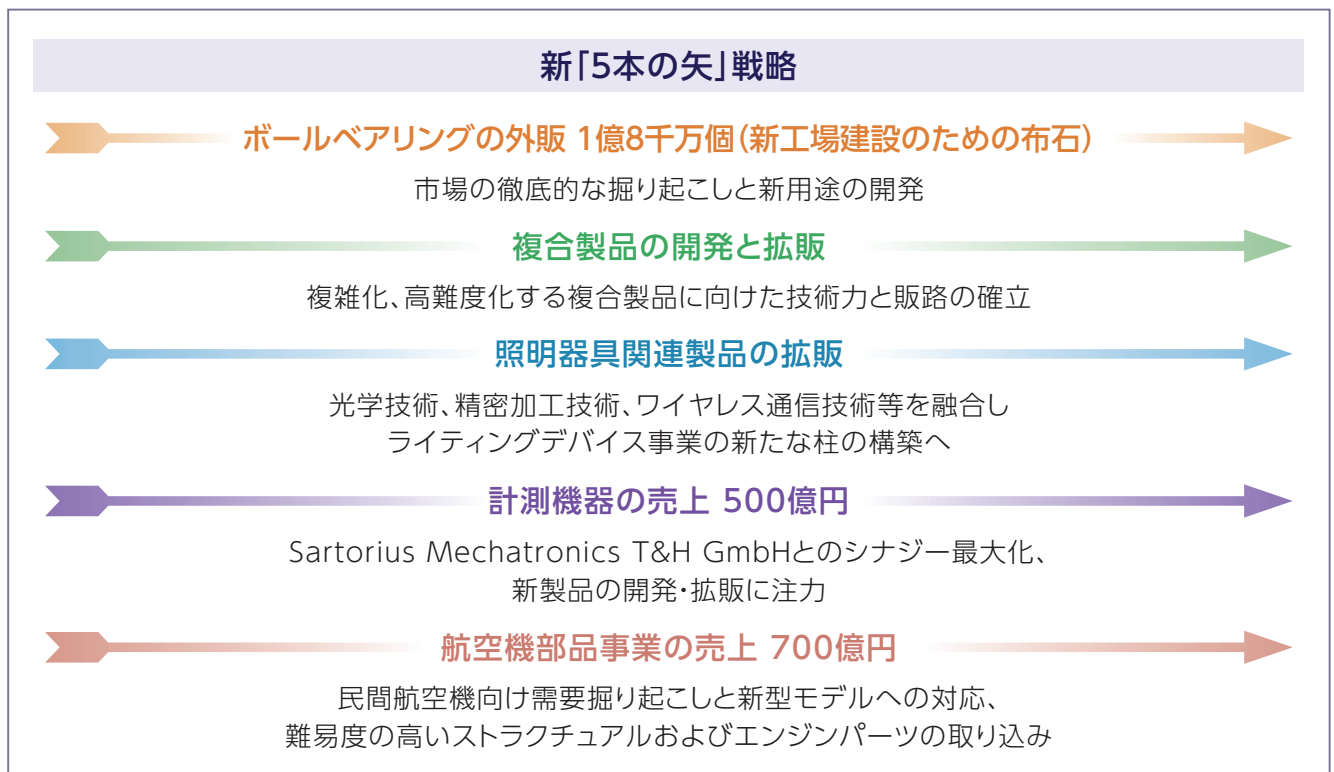 新「5本の矢」戦略
ボールベアリングの外販 1億8千万個(新工場建設のための布石)
市場の徹底的な掘り起こしと新用途の開発
複合製品の開発と拡販
複雑化、高難度化する複合製品に向けた技術力と販路の確立
照明器具関連製品の拡販
光学技術、精密加工技術、ワイヤレス通信技術等を融合し
ライティングデバイス事業の新たな柱の構築へ
計測機器の売上 500億円
Sartorius Mechatronics T&H GmbHとのシナジー最大化、
新製品の開発・拡販に注力
航空機部品事業の売上 700億円
民間航空機向け需要掘り起こしと新型モデルへの対応、
難易度の高いストラクチュアルおよびエンジンパーツの取り込み